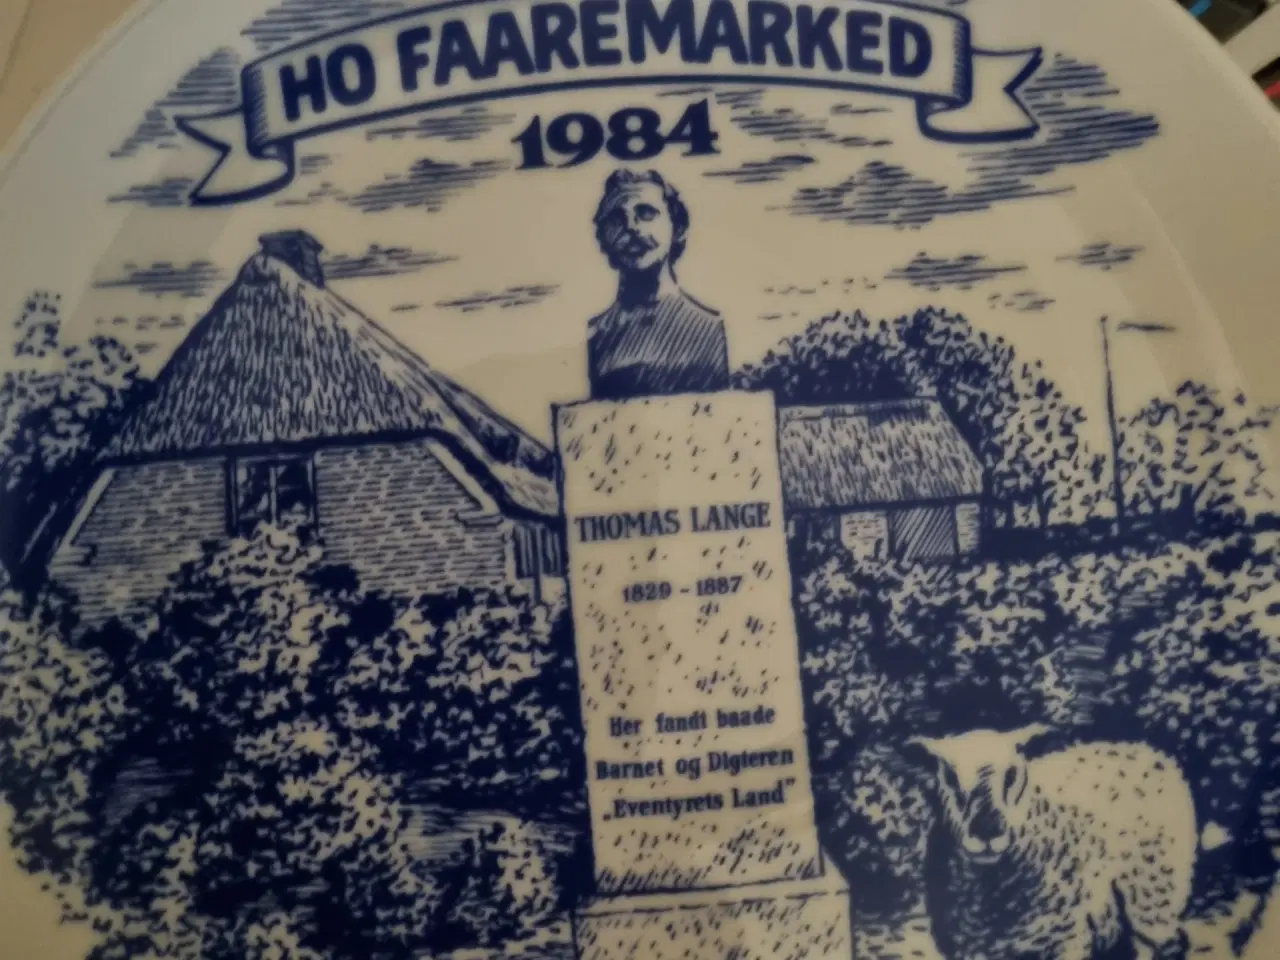 HO FAAREMARKED
1984
THOMAS LANGE
1829 - 1887
Her fandt baade
Barnet og Digteren
„Eventyrets Land”